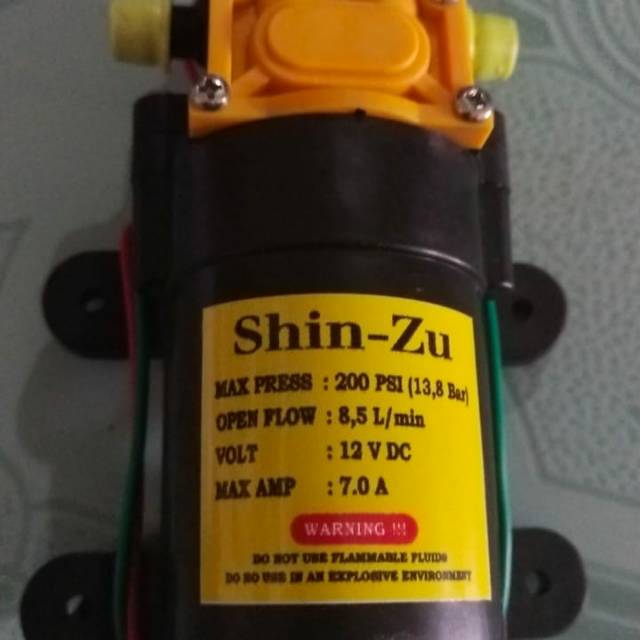 Shin-Zu
MAX PRESS : 200 PSI (13,8 Bar)
OPEN FLOW : 8,5 L/min
VOLT : 12 V DC
MAX AMP : 7.0 A
WARNING !!!
DO NOT USE FLAMMABLE FLUIDS
DO SO USE IN AN EXPLOSIVE ENVIRONMENT